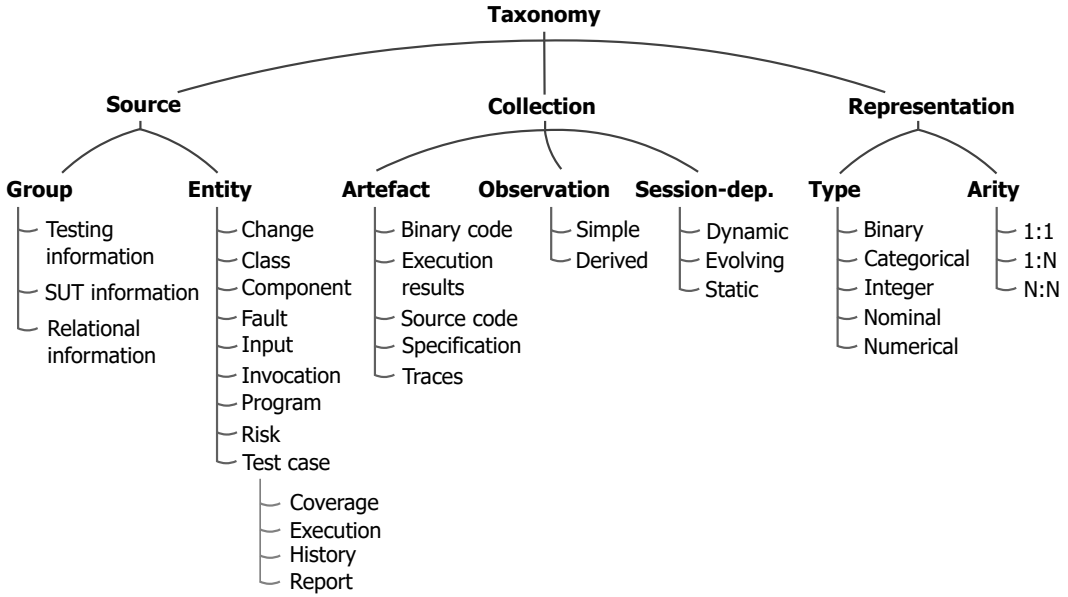 Taxonomy
Source
Collection
Representation
Group
Entity
Artefact
Observation
Session-dep.
Type
Arity
Testing
information
SUT information
Relational
information
Change
Class
Component
Fault
Input
Invocation
Program
Risk
Test case
Coverage
Execution
History
Report
Binary code
Execution
results
Source code
Specification
Traces
Simple
Derived
Dynamic
Evolving
Static
Binary
Categorical
Integer
Nominal
Numerical
1:1
1:N
N:N